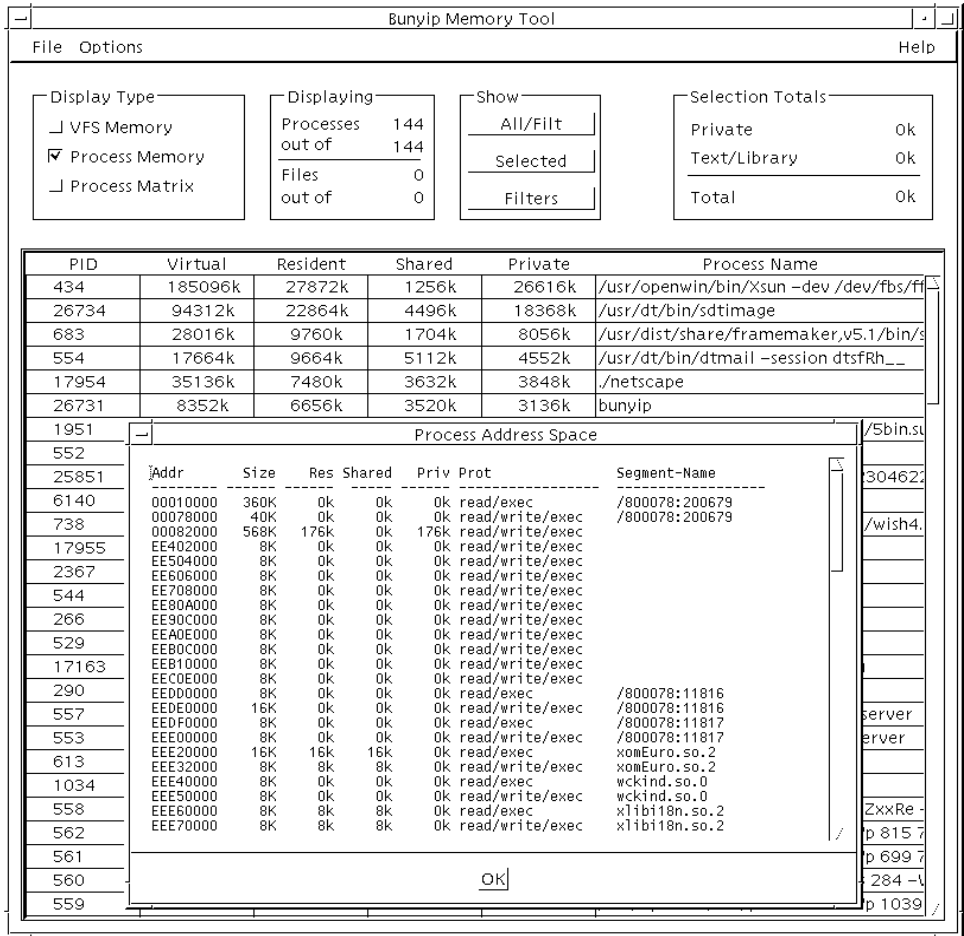 Bunyip Memory Tool
File Options Help
Display Type
VFS Memory
Process Memory
Process Matrix
Displaying
Processes 144
out of 144
Files 0
out of 0
Show
All/Filt
Selected
Filters
Selection Totals
Private 0k
Text/Library 0k
Total 0k
PID Virtual Resident Shared Private Process Name
434 185096k 27872k 1256k 26616k /usr/openwin/bin/Xsun –dev /dev/fbs/ff
26734 94312k 22864k 4496k 18368k /usr/dt/bin/sdtimage
683 28016k 9760k 1704k 8056k /usr/dist/share/framemaker,v5.1/bin/s
554 17664k 9664k 5112k 4552k /usr/dt/bin/dtmail –session dtsfRh__
17954 35136k 7480k 3632k 3848k ./netscape
26731 8352k 6656k 3520k 3136k bunyip
1951 /5bin.su
552
25851 2304622
6140
738 /wish4.
17955
2367
544
266
529
17163
290
557 server
553 erver
613
1034
558 ZxxRe –
562 p 815 7
561 p 699 7
560 284 –V
559 p 1039
Process Address Space
Addr Size Res Shared Priv Prot Segment-Name
00010000 360K 0k 0k 0k read/exec /800078:200679
00078000 40K 0k 0k 0k read/write/exec /800078:200679
00082000 568K 176k 0k 176k read/write/exec
EE402000 8K 0k 0k 0k read/write/exec
EE504000 8K 0k 0k 0k read/write/exec
EE606000 8K 0k 0k 0k read/write/exec
EE708000 8K 0k 0k 0k read/write/exec
EE80A000 8K 0k 0k 0k read/write/exec
EE90C000 8K 0k 0k 0k read/write/exec
EEA0E000 8K 0k 0k 0k read/write/exec
EEB0C000 8K 0k 0k 0k read/write/exec
EEB10000 8K 0k 0k 0k read/write/exec
EEC0E000 8K 0k 0k 0k read/write/exec
EEDD0000 8K 0k 0k 0k read/exec /800078:11816
EEDE0000 16K 0k 0k 0k read/write/exec /800078:11816
EEDF0000 8K 0k 0k 0k read/exec /800078:11817
EEE00000 8K 0k 0k 0k read/write/exec /800078:11817
EEE20000 16K 16k 16k 0k read/exec xomEuro.so.2
EEE32000 8K 8k 8k 0k read/write/exec xomEuro.so.2
EEE40000 8K 0k 0k 0k read/exec wckind.so.0
EEE50000 8K 0k 0k 0k read/write/exec wckind.so.0
EEE60000 8K 8k 8k 0k read/exec xlibi18n.so.2
EEE70000 8K 8k 8k 0k read/write/exec xlibi18n.so.2
OK